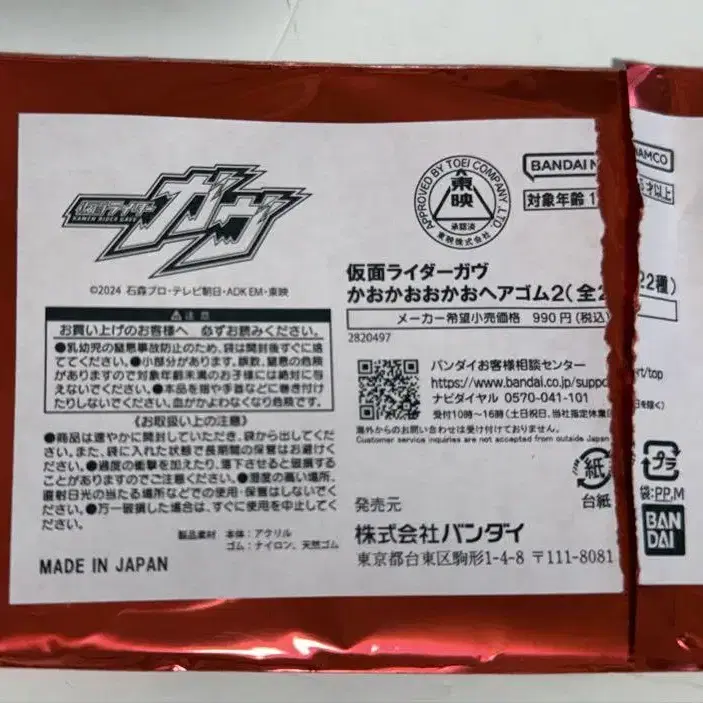 仮面ライダー
KAMEN RIDER GAVV
ガヴ
©2024 石森プロ・テレビ朝日・ADK EM・東映
APPROVED BY TOEI COMPANY, LTD.
東映
承認済
東映株式会社
BANDAI N AMCO
対象年齢 1 才以上
仮面ライダーガヴ
かおかおおかおヘアゴム2(全2 22種)
メーカー希望小売価格 990円(税込)
2820497
⚠注意
お買い上げのお客様へ 必ずお読みください。
●乳幼児の窒息事故防止のため、袋は開封後すぐに捨
ててください。●小部分があります。誤飲、窒息の危険
がありますので対象年齢未満のお子様には絶対に与
えないでください。●本品を指や手首などに巻き付け
たりしないでください。血がかよわなくなり危険です。
《お取扱い上の注意》
●商品は速やかに開封していただき、袋から出してくだ
さい。また、袋に入れた状態で長期間の保管はお避けく
ださい。●過度の衝撃を加えたり、落下させると破損する
ことがありますのでご注意ください。●湿度の高い場所、
直射日光の当たる場所などでの使用・保管はしないでく
ださい。●万一破損した場合は、すぐに使用を中止してく
ださい。
製品素材 本体:アクリル
ゴム:ナイロン、天然ゴム
MADE IN JAPAN
バンダイお客様相談センター
https://www.bandai.co.jp/suppo rt/top
ナビダイヤル 0570-041-101
受付10時~16時(土日祝日、当社指定休業日を除く)
海外からのお問い合わせは受け付けておりません。
Customer service inquiries are not accepted from outside Japan
紙
台紙
プラ
袋:PP,M
発売元
株式会社バンダイ
東京都台東区駒形1-4-8 〒111-8081
BAN
DAI